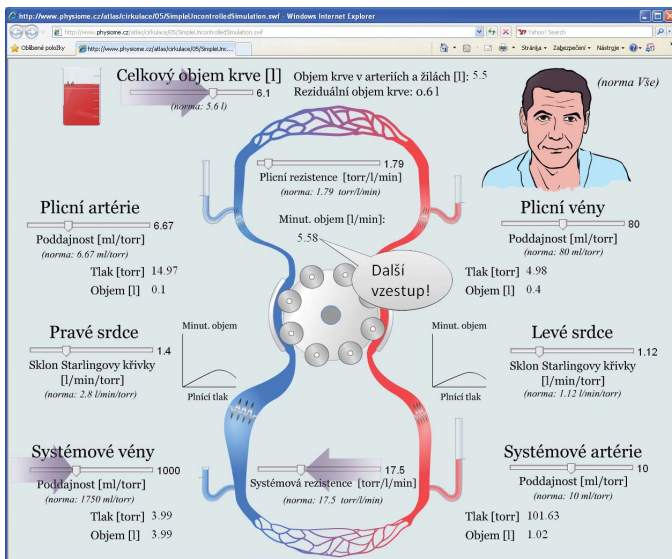 http://www.physiome.cz/atlas/cirkulace/05/SimpleUncontrolledSimulation.swf - Windows Internet Explorer
http://www.physiome.cz/atlas/cirkulace/05/SimpleUncontrolledSimulation.swf
Yahoo! Search
Oblíbené položky
http://www.physiome.cz/atlas/cirkulace/05/SimpleUnc...
Stránka
Zabezpečení
Nástroje
Celkový objem krve [l]
6.1
(norma: 5.6 l)
Objem krve v arteriích a žilách [l]: 5.5
Reziduální objem krve: 0.6 l
(norma Vše)
Plicní rezistence [torr/l/min]
1.79
(norma: 1.79 torr/l/min)
Minut. objem [l/min]:
5.58
Další
vzestup!
Plicní artérie
6.67
Poddajnost [ml/torr]
(norma: 6.67 ml/torr)
Tlak [torr] 14.97
Objem [l] 0.1
Plicní vény
80
Poddajnost [ml/torr]
(norma: 80 ml/torr)
Tlak [torr] 4.98
Objem [l] 0.4
Pravé srdce
1.4
Sklon Starlingovy křivky
[l/min/torr]
(norma: 2.8 l/min/torr)
Minut. objem
Plnící tlak
Minut. objem
Plnící tlak
Levé srdce
1.12
Sklon Starlingovy křivky
[l/min/torr]
(norma: 1.12 l/min/torr)
Systémové vény
1000
Poddajnost [ml/torr]
(norma: 1750 ml/torr)
Tlak [torr] 3.99
Objem [l] 3.99
17.5
Systémová rezistence [torr/l/min]
(norma: 17.5 torr/l/min)
Systémové artérie
10
Poddajnost [ml/torr]
(norma: 10 ml/torr)
Tlak [torr] 101.63
Objem [l] 1.02